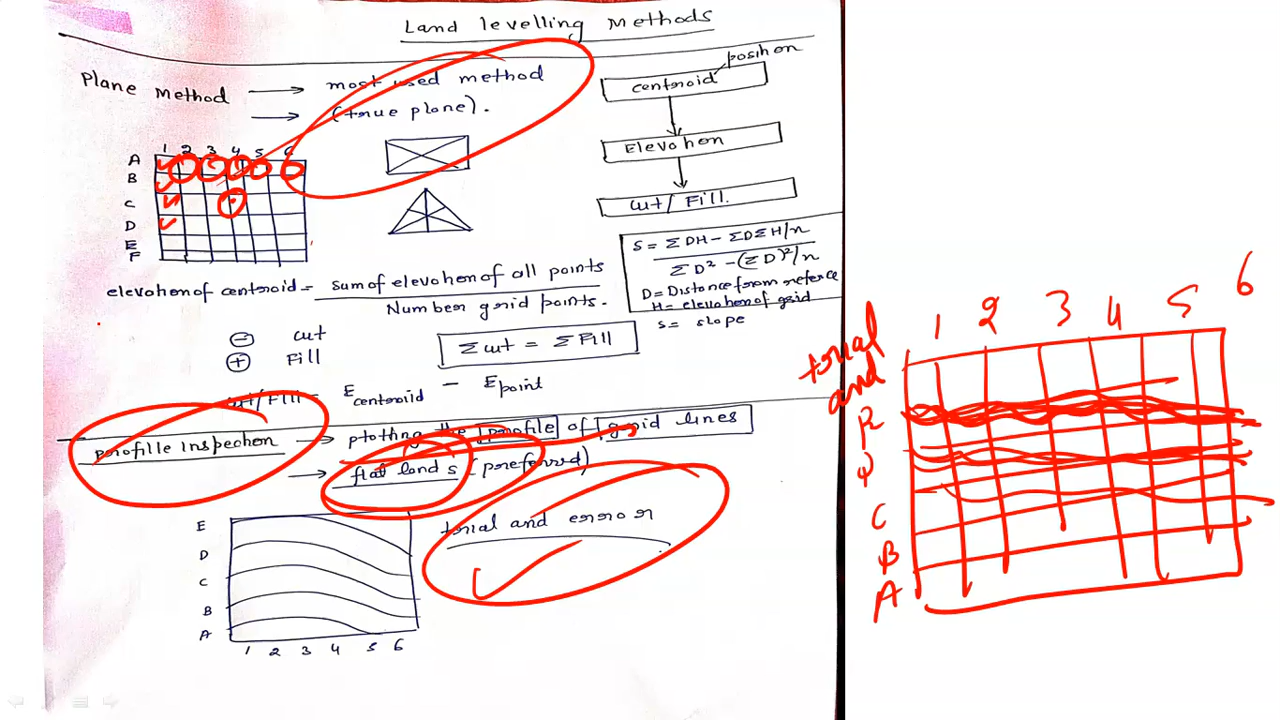 Land levelling Methods
Plane Method → most used method
→ (true plane).
centroid position
Elevation
cut/Fill.
1 2 3 4 5 6
A
B
C
D
E
F
S = ΣDH - ΣDΣH/n
ΣD² - (ΣD)²/n
D = Distance from refrence
H = elevation of grid
S = slope
elevation of centroid = sum of elevation of all points
Number grid points.
⊖ cut
⊕ Fill
Σ cut = Σ Fill
cut/Fill = E centroid - E point
profille inspection → plotting the profile of grid lines
→ flat lands (preferred)
trial and error
E
D
C
B
A
1 2 3 4 5 6
trial
and
1 2 3 4 5 6
C
B
A